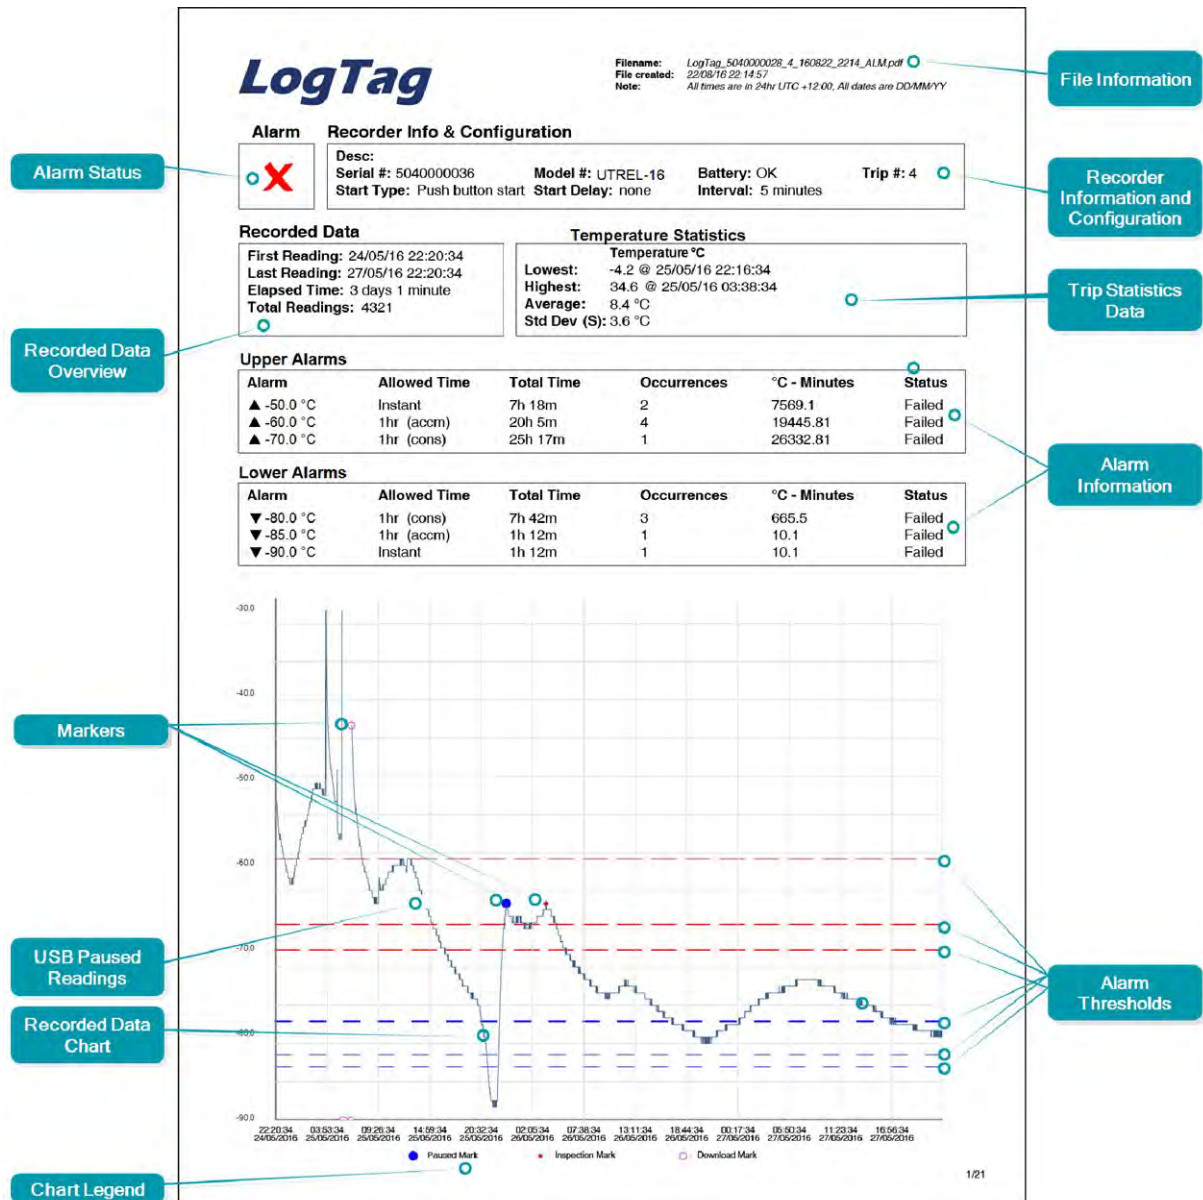 LogTag
Filename: LogTag_5040000028_4_160822_2214_ALM.pdf
File created: 22/08/16 22:14:57
Note: All times are in 24hr UTC +12:00, All dates are DD/MM/YY
File Information
Alarm
Recorder Info & Configuration
Desc:
Serial #: 5040000036 Model #: UTREL-16 Battery: OK Trip #: 4
Start Type: Push button start Start Delay: none Interval: 5 minutes
Alarm Status
Recorder
Information and
Configuration
Recorded Data
First Reading: 24/05/16 22:20:34
Last Reading: 27/05/16 22:20:34
Elapsed Time: 3 days 1 minute
Total Readings: 4321
Temperature Statistics
Temperature °C
Lowest: -4.2 @ 25/05/16 22:16:34
Highest: 34.6 @ 25/05/16 03:38:34
Average: 8.4 °C
Std Dev (S): 3.6 °C
Trip Statistics
Data
Recorded Data
Overview
Upper Alarms
Alarm Allowed Time Total Time Occurrences °C - Minutes Status
▲ -50.0 °C Instant 7h 18m 2 7569.1 Failed
▲ -60.0 °C 1hr (accm) 20h 5m 4 19445.81 Failed
▲ -70.0 °C 1hr (cons) 25h 17m 1 26332.81 Failed
Alarm
Information
Lower Alarms
Alarm Allowed Time Total Time Occurrences °C - Minutes Status
▼ -80.0 °C 1hr (cons) 7h 42m 3 665.5 Failed
▼ -85.0 °C 1hr (accm) 1h 12m 1 10.1 Failed
▼ -90.0 °C Instant 1h 12m 1 10.1 Failed
-30.0
-40.0
-50.0
-60.0
-70.0
-80.0
-90.0
Markers
USB Paused
Readings
Recorded Data
Chart
Alarm
Thresholds
22:20:34 03:53:34 09:26:34 14:59:34 20:32:34 02:05:34 07:38:34 13:11:34 18:44:34 00:17:34 05:50:34 11:23:34 16:56:34
24/05/2016 25/05/2016 25/05/2016 25/05/2016 25/05/2016 26/05/2016 26/05/2016 26/05/2016 26/05/2016 27/05/2016 27/05/2016 27/05/2016 27/05/2016
Paused Mark Inspection Mark Download Mark
1/21
Chart Legend